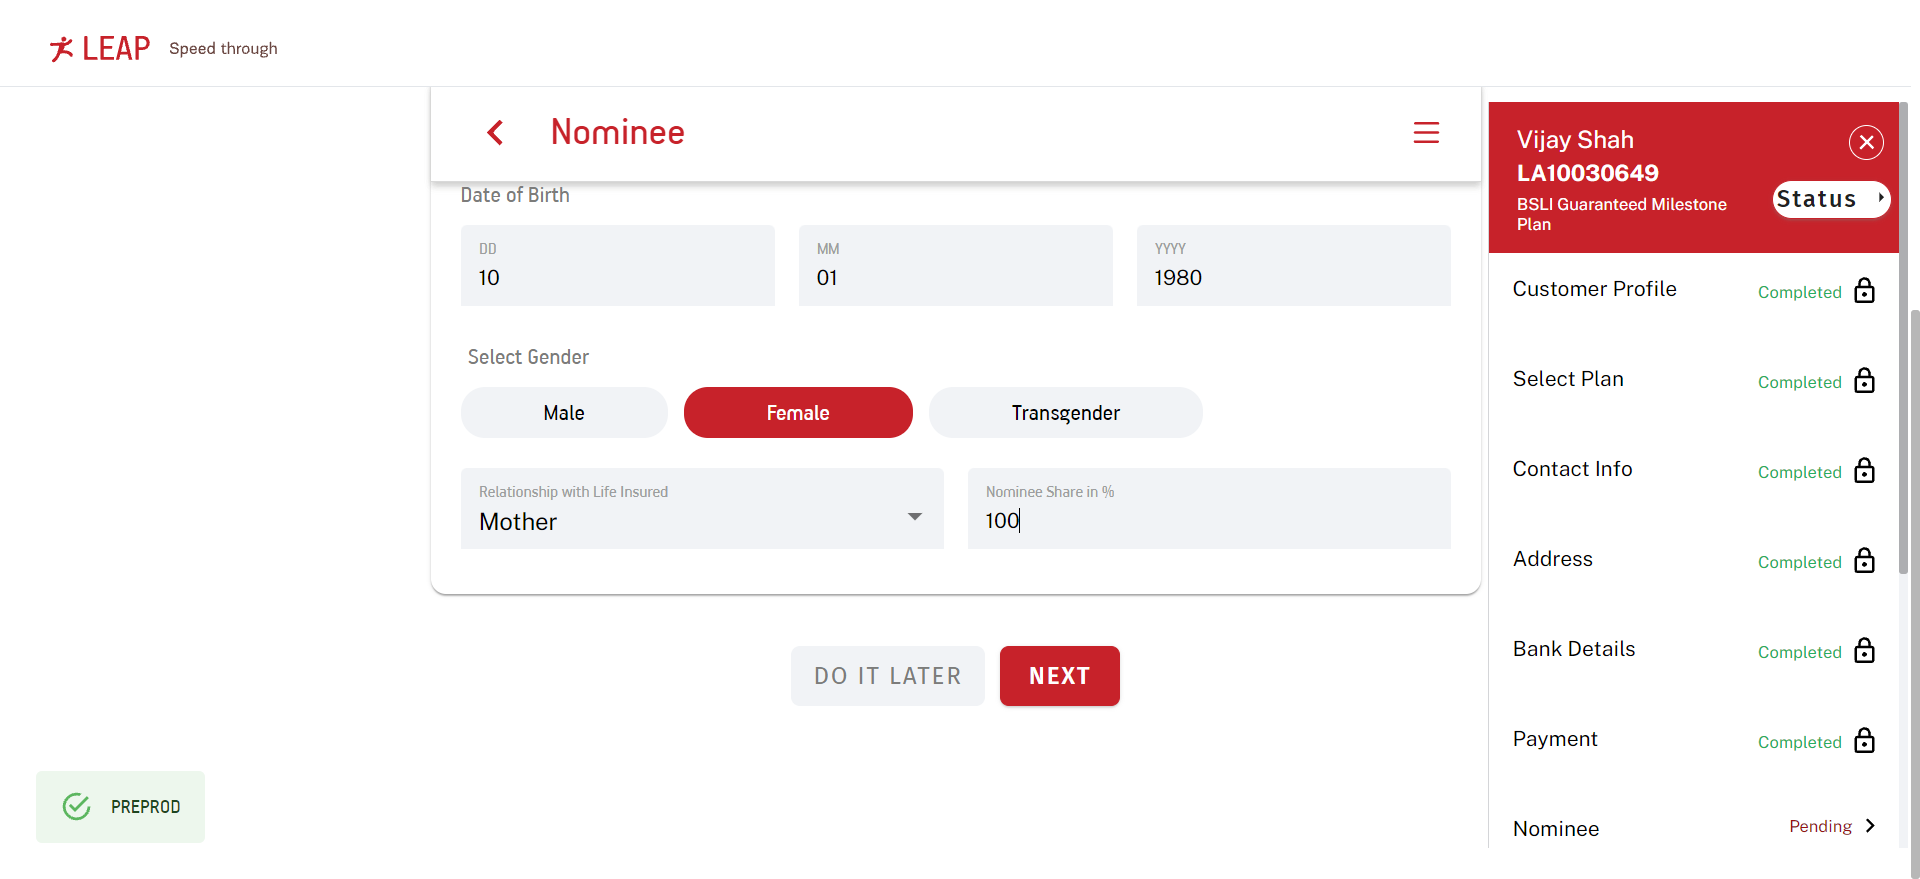 LEAP Speed through
Nominee
Date of Birth
DD
10
MM
01
YYYY
1980
Select Gender
Male
Female
Transgender
Relationship with Life Insured
Mother
Nominee Share in %
100
DO IT LATER
NEXT
PREPROD
Vijay Shah
LA10030649
BSLI Guaranteed Milestone
Plan
Status
Customer Profile Completed
Select Plan Completed
Contact Info Completed
Address Completed
Bank Details Completed
Payment Completed
Nominee Pending